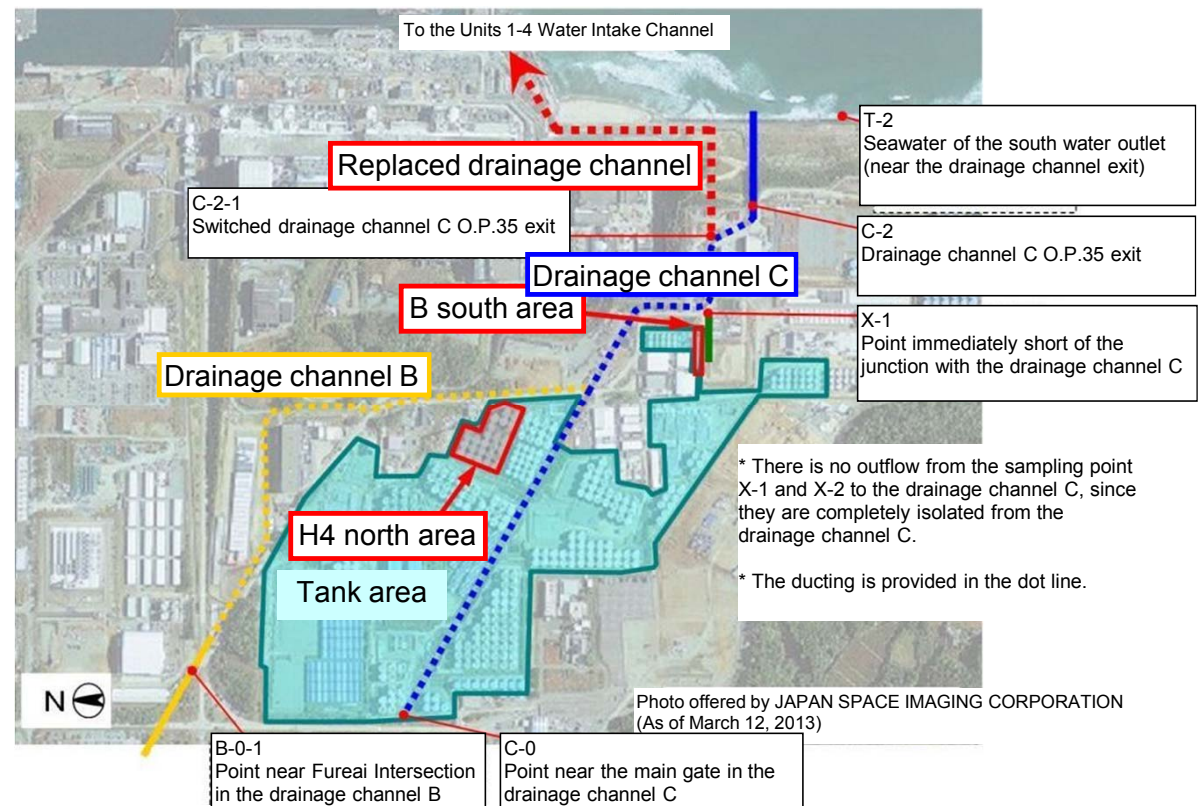 To the Units 1-4 Water Intake Channel
T-2
Seawater of the south water outlet
(near the drainage channel exit)
Replaced drainage channel
C-2-1
Switched drainage channel C O.P.35 exit
C-2
Drainage channel C O.P.35 exit
Drainage channel C
B south area
X-1
Point immediately short of the
junction with the drainage channel C
Drainage channel B
* There is no outflow from the sampling point
X-1 and X-2 to the drainage channel C, since
they are completely isolated from the
drainage channel C.
H4 north area
* The ducting is provided in the dot line.
Tank area
N
Photo offered by JAPAN SPACE IMAGING CORPORATION
(As of March 12, 2013)
B-0-1
Point near Fureai Intersection
in the drainage channel B
C-0
Point near the main gate in the
drainage channel C